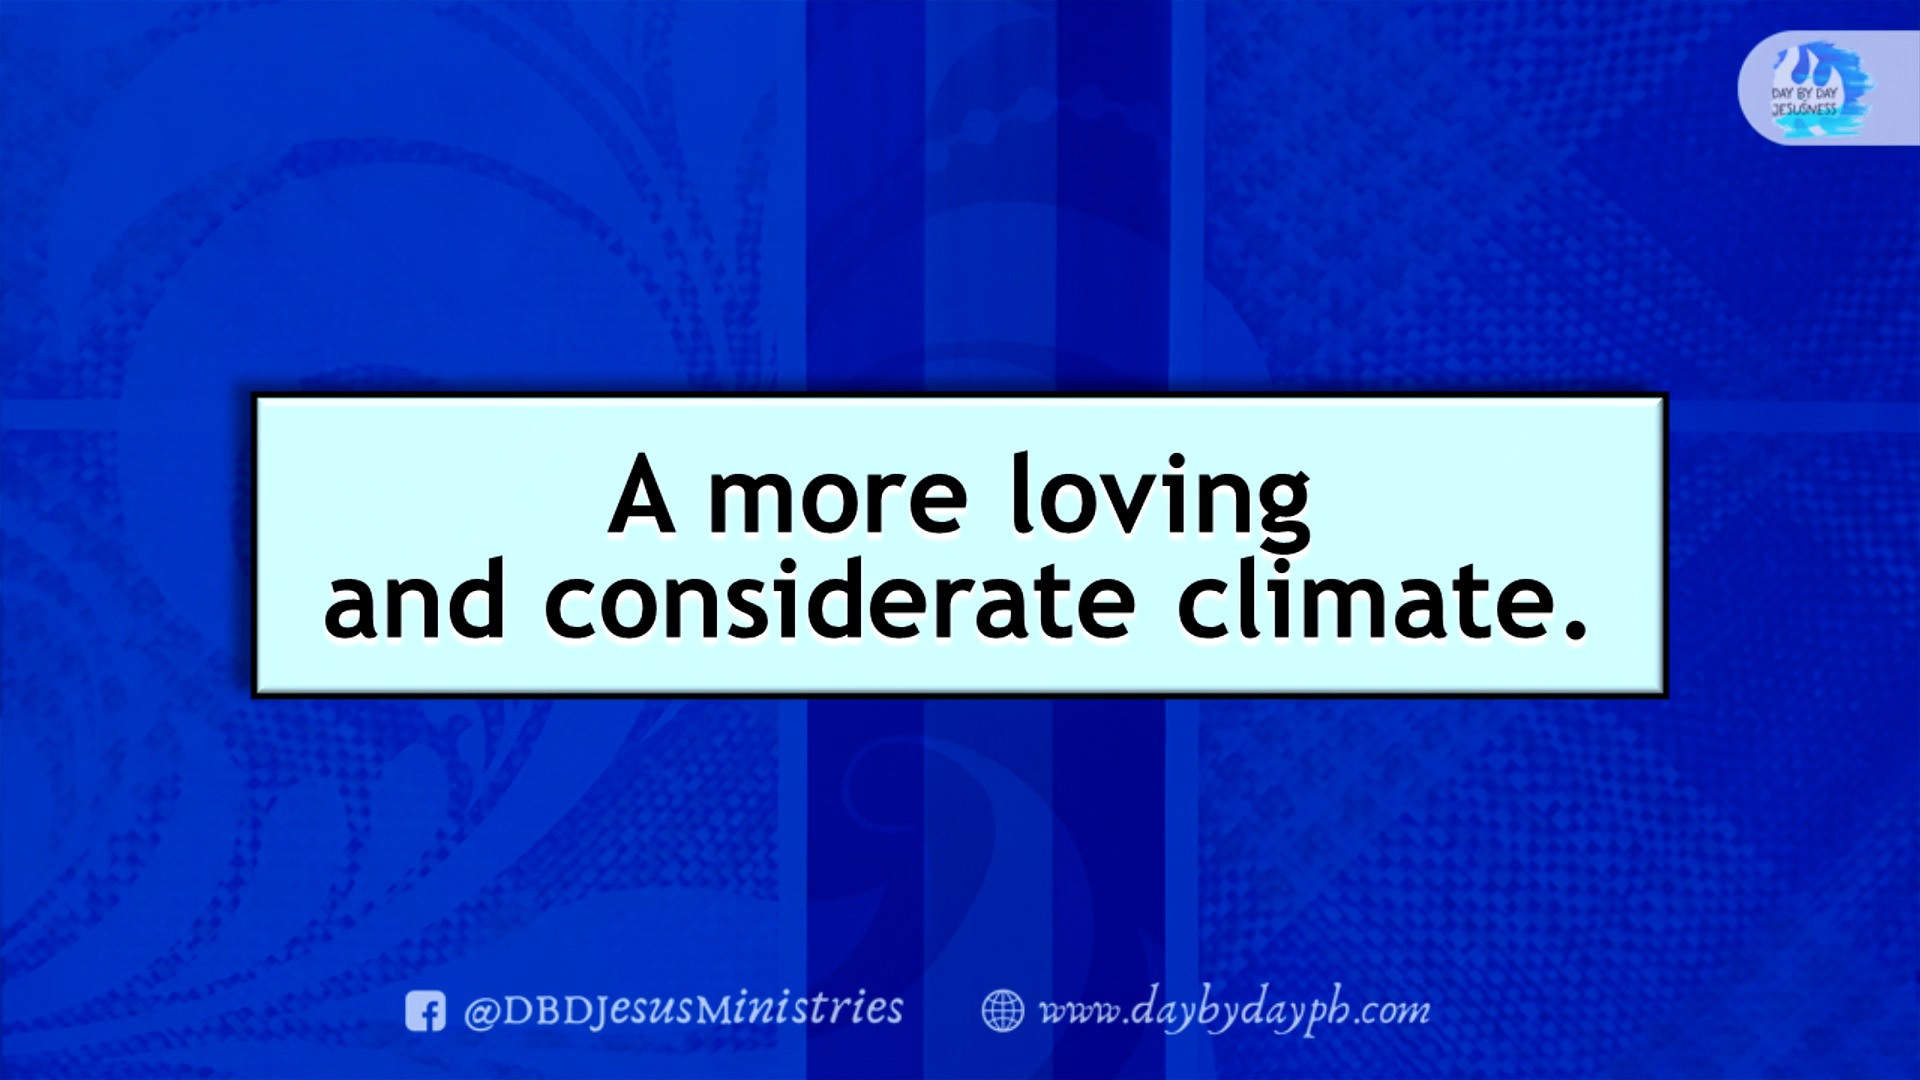 DAY BY DAY
JESUSNESS
A more loving
and considerate climate.
@DBDJesusMinistries
www.daybydayph.com